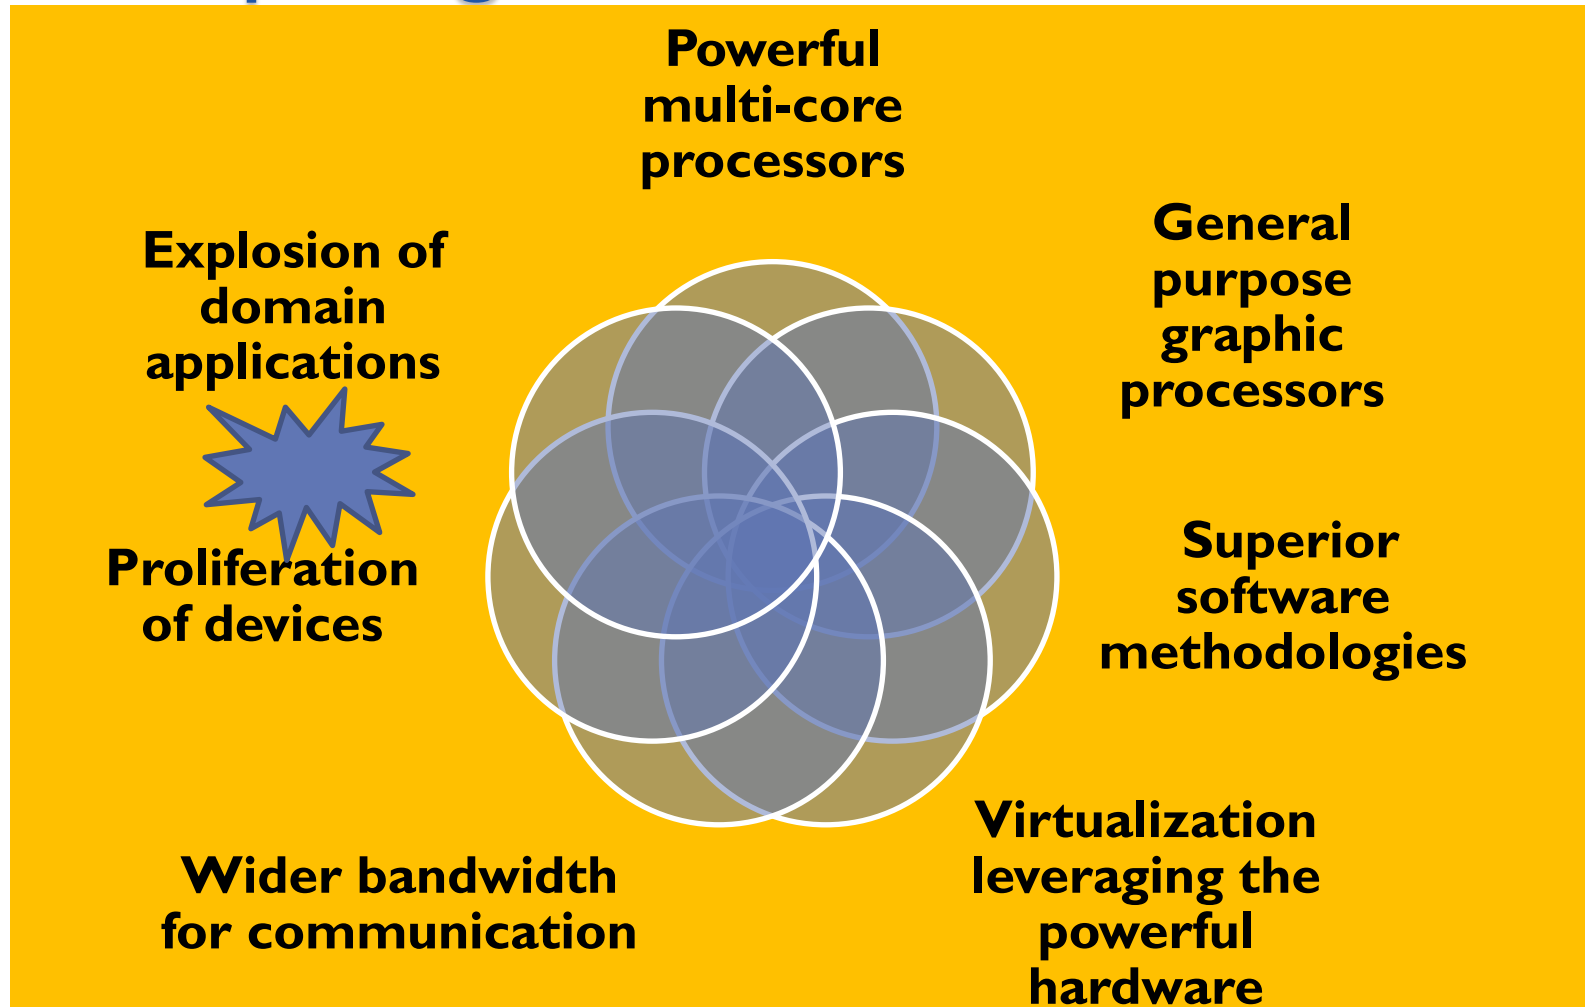 Powerful
multi-core
processors
General
purpose
graphic
processors
Superior
software
methodologies
Virtualization
leveraging the
powerful
hardware
Wider bandwidth
for communication
Proliferation
of devices
Explosion of
domain
applications